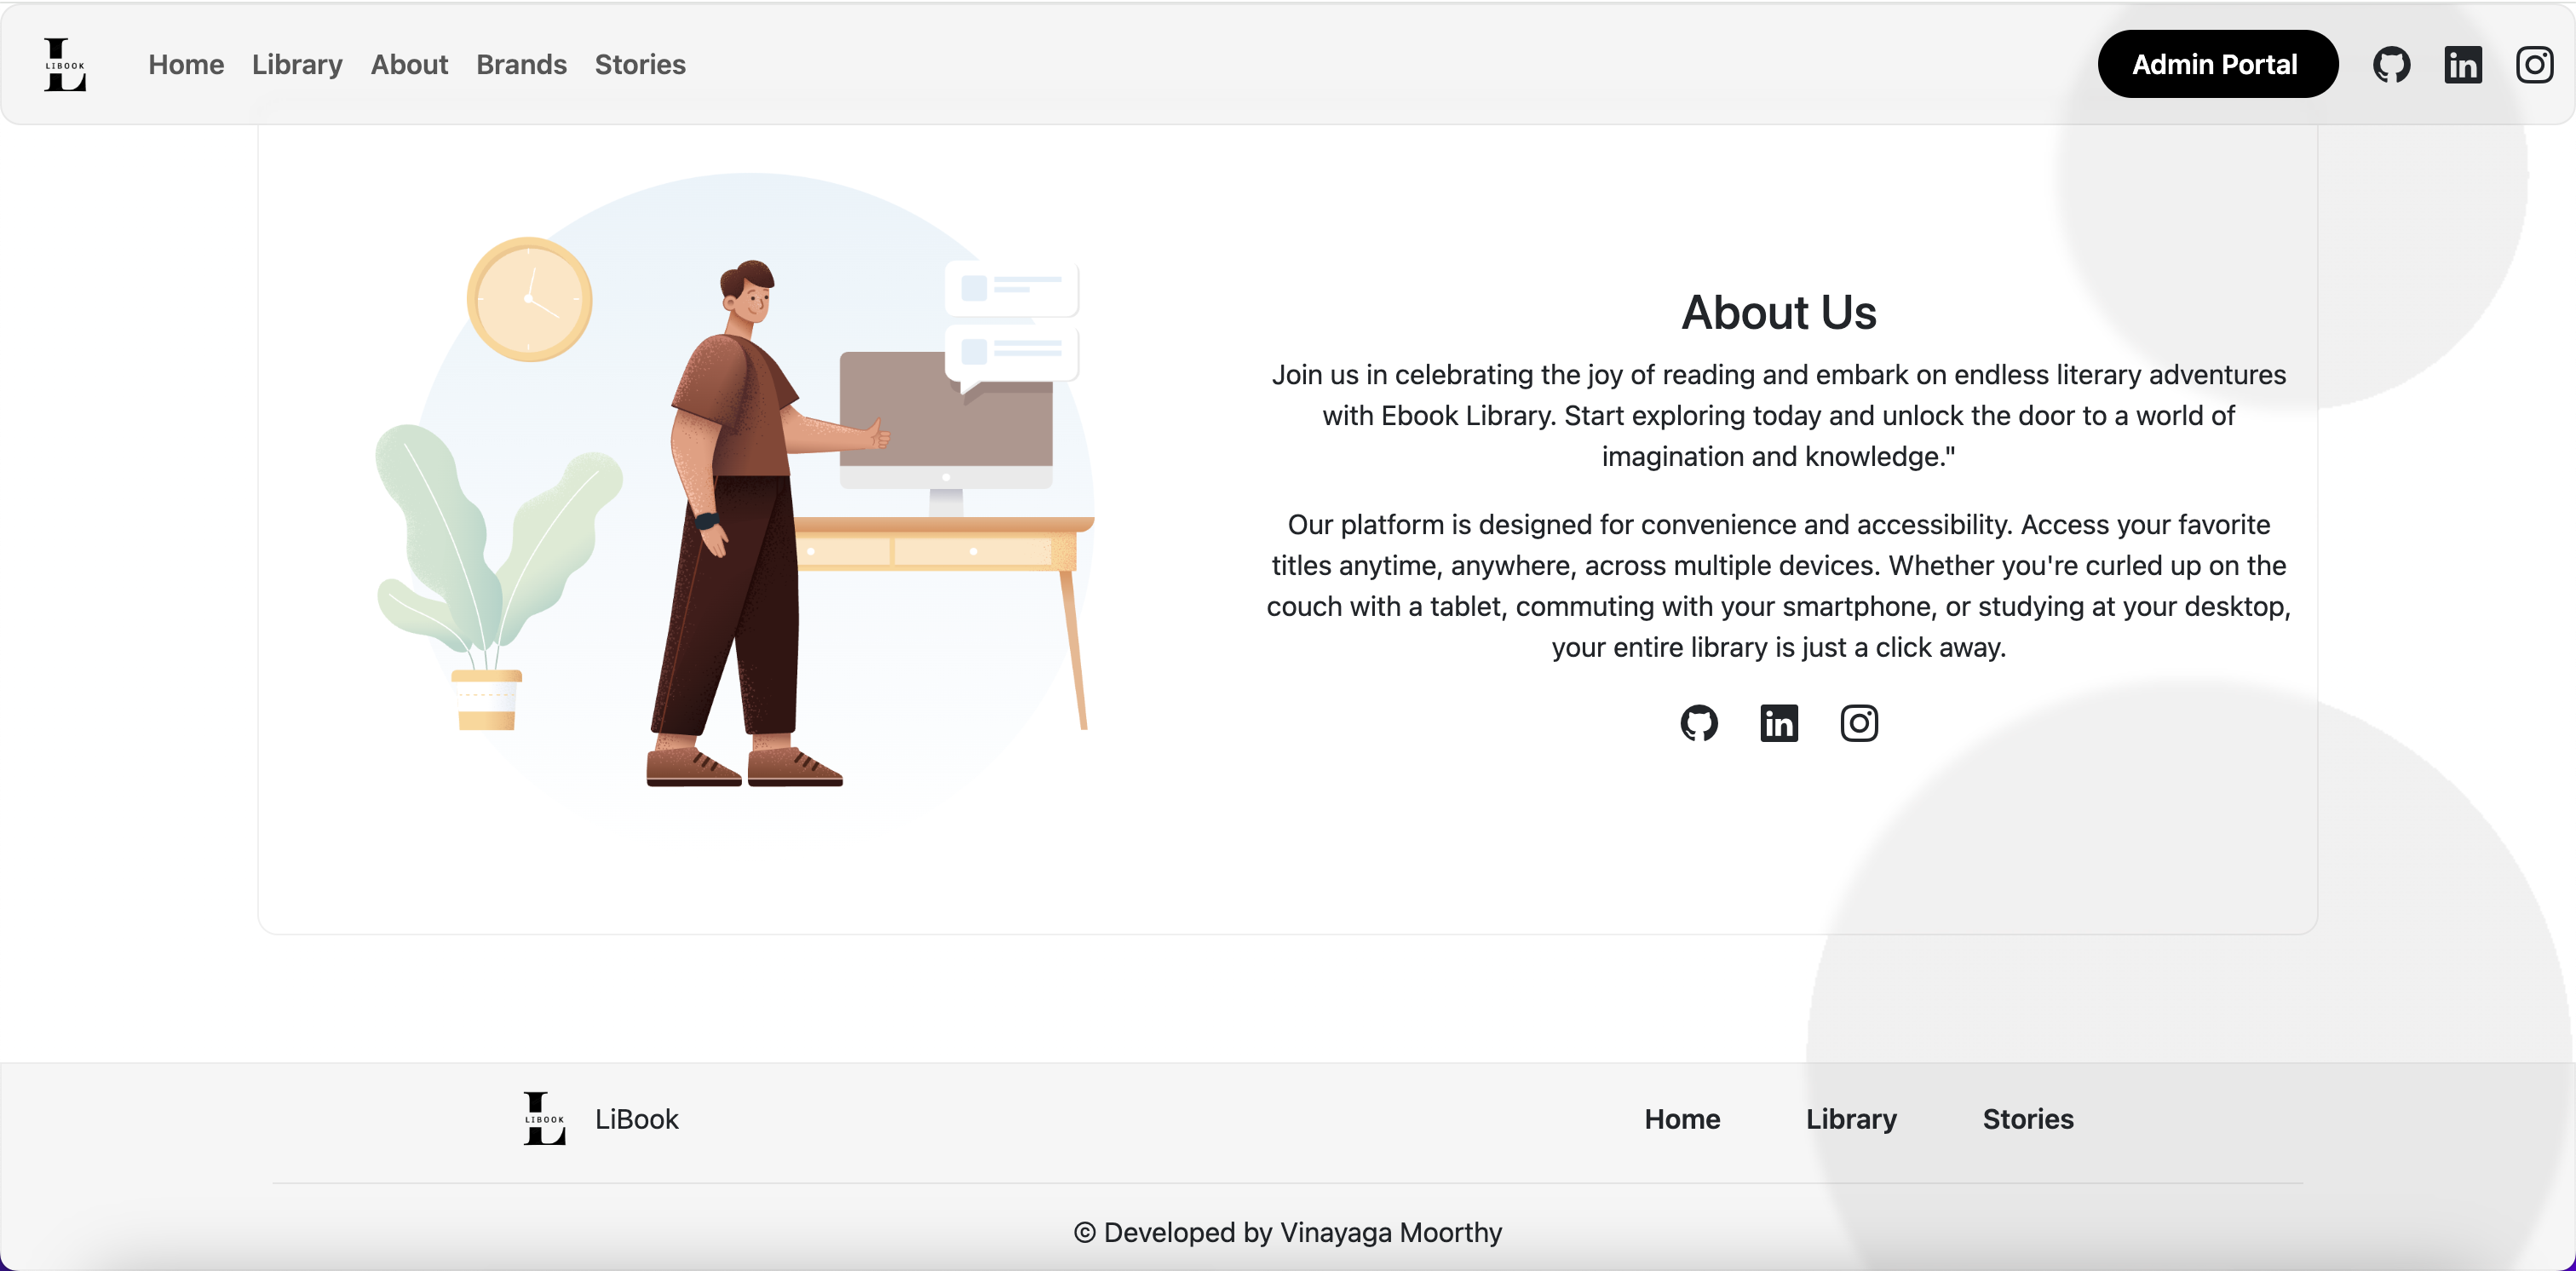 LIBOOK
Home
Library
About
Brands
Stories
Admin Portal
in
About Us
Join us in celebrating the joy of reading and embark on endless literary adventures
with Ebook Library. Start exploring today and unlock the door to a world of
imagination and knowledge."
Our platform is designed for convenience and accessibility. Access your favorite
titles anytime, anywhere, across multiple devices. Whether you're curled up on the
couch with a tablet, commuting with your smartphone, or studying at your desktop,
your entire library is just a click away.
in
LIBOOK
LiBook
Home
Library
Stories
© Developed by Vinayaga Moorthy